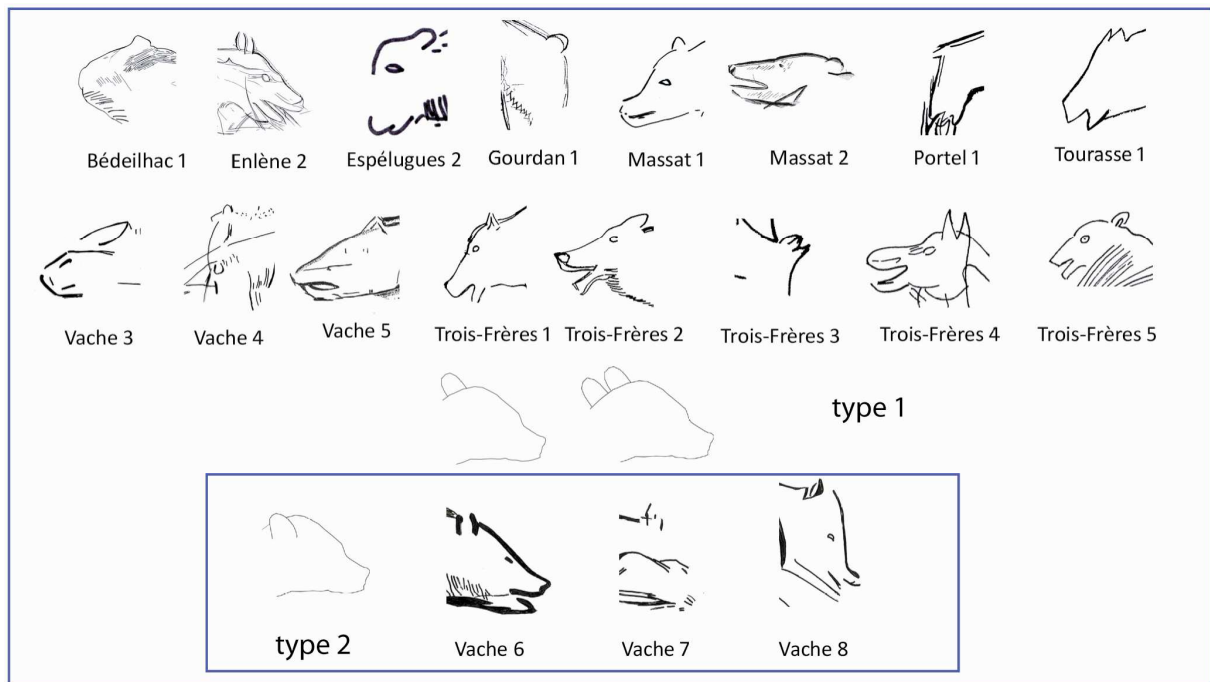 Bédeilhac 1 Enlène 2 Espélugues 2 Gourdan 1 Massat 1 Massat 2 Portel 1 Tourasse 1
Vache 3 Vache 4 Vache 5 Trois-Frères 1 Trois-Frères 2 Trois-Frères 3 Trois-Frères 4 Trois-Frères 5
type 1
type 2 Vache 6 Vache 7 Vache 8